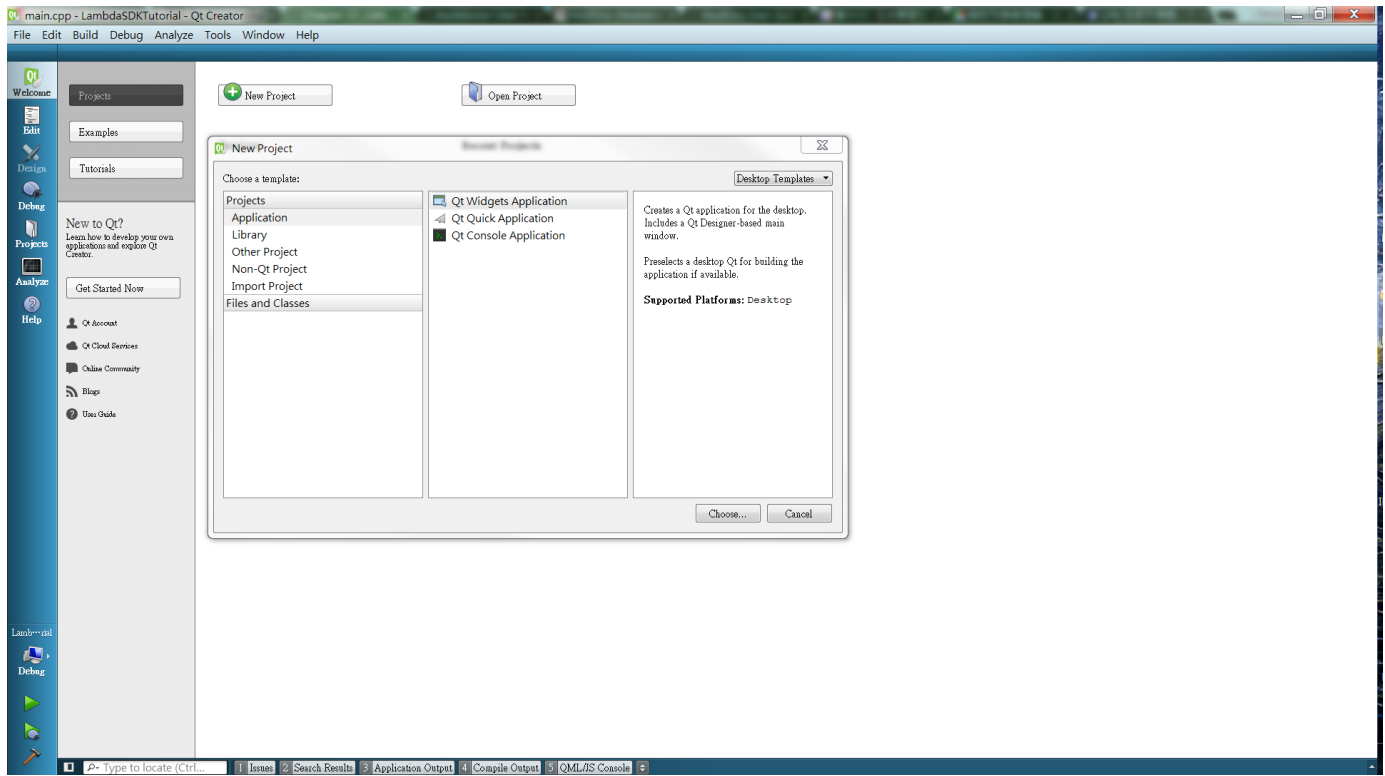 main.cpp - LambdaSDKTutorial - Qt Creator
File Edit Build Debug Analyze Tools Window Help
Qt
Welcome
Edit
Design
Debug
Projects
Analyze
Help
Projects
Examples
Tutorials
New to Qt?
Learn how to develop your own
applications and explore Qt
Creator.
Get Started Now
Qt Account
Qt Cloud Services
Online Community
Blogs
User Guide
New Project
Open Project
New Project
Recent Projects
Choose a template:
Desktop Templates
Projects
Application
Library
Other Project
Non-Qt Project
Import Project
Files and Classes
Qt Widgets Application
Qt Quick Application
Qt Console Application
Creates a Qt application for the desktop.
Includes a Qt Designer-based main
window.
Preselects a desktop Qt for building the
application if available.
Supported Platforms: Desktop
Choose...
Cancel
Lamb···rial
Debug
Type to locate (Ctrl...
1 Issues 2 Search Results 3 Application Output 4 Compile Output 5 QML/JS Console